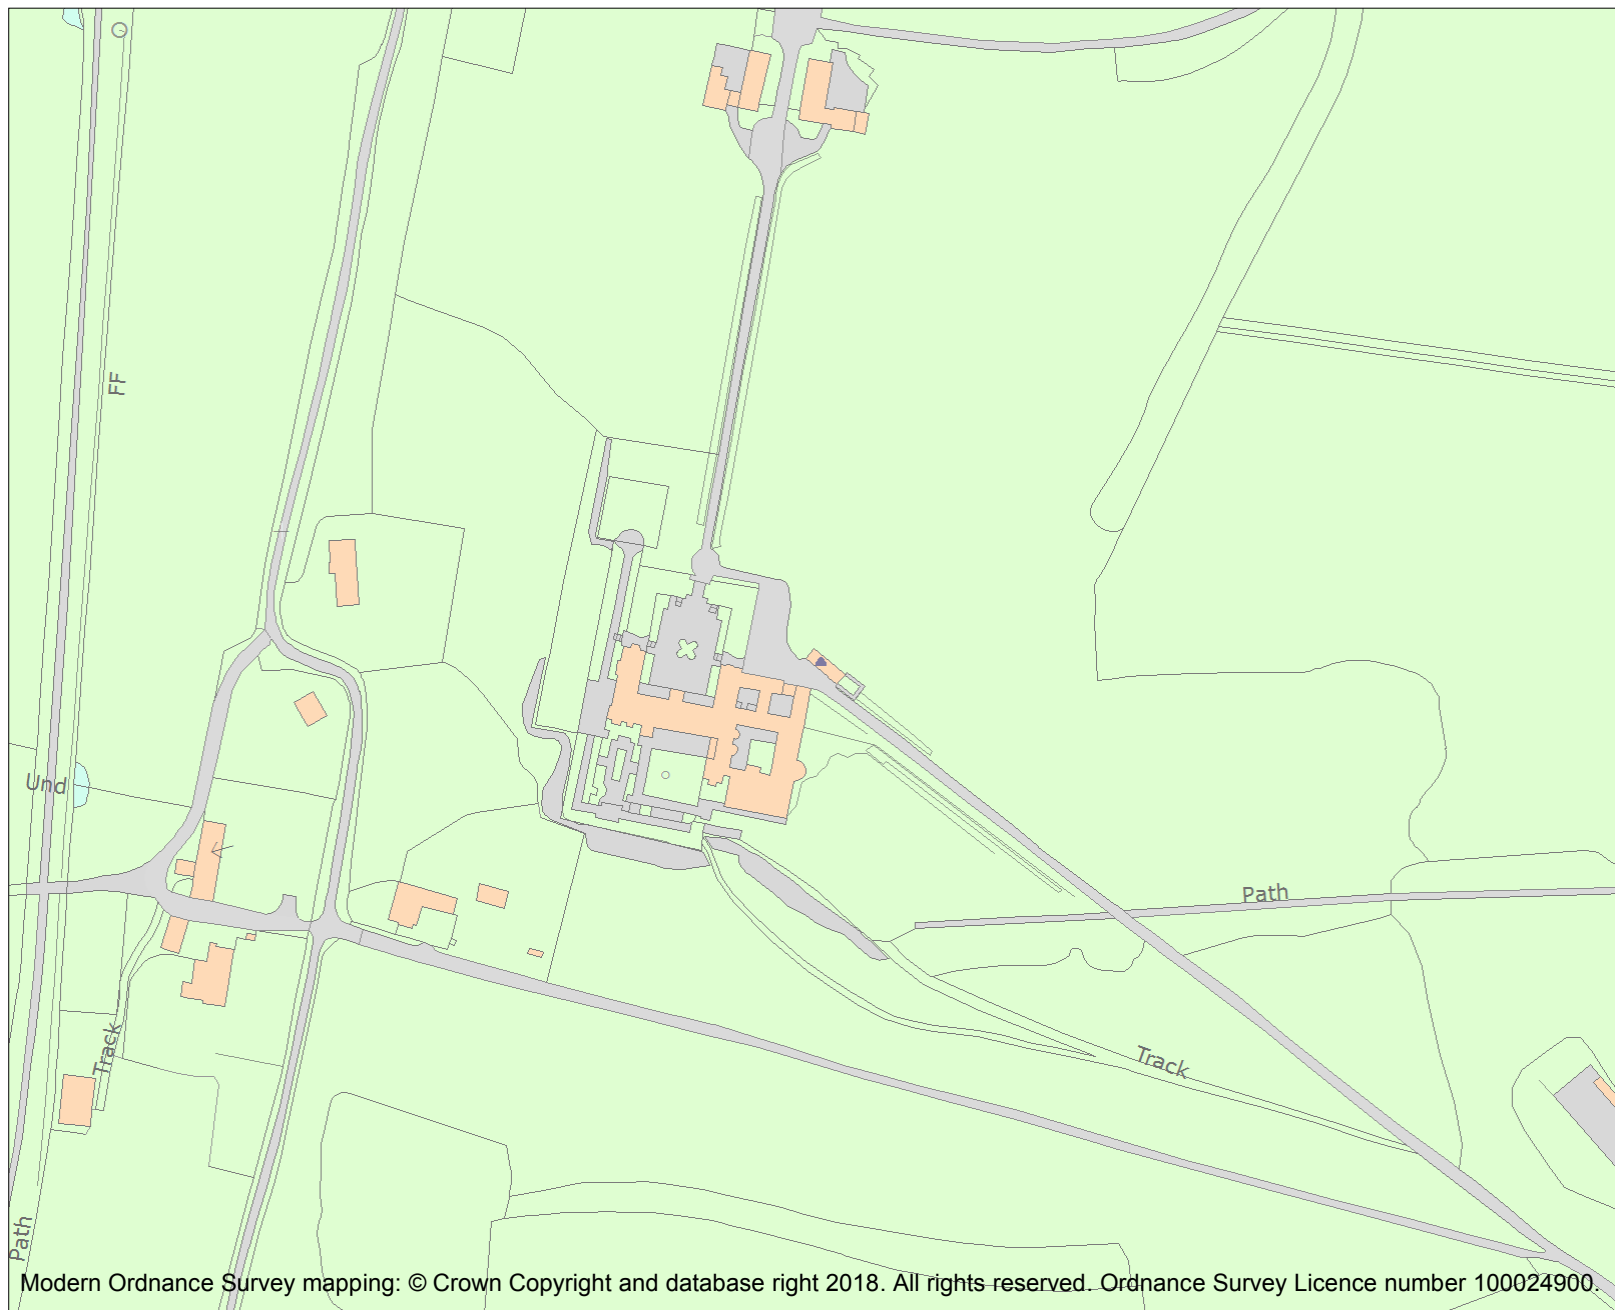 FF
Und
Path
Track
Track
Path
Modern Ordnance Survey mapping: © Crown Copyright and database right 2018. All rights reserved. Ordnance Survey Licence number 100024900.